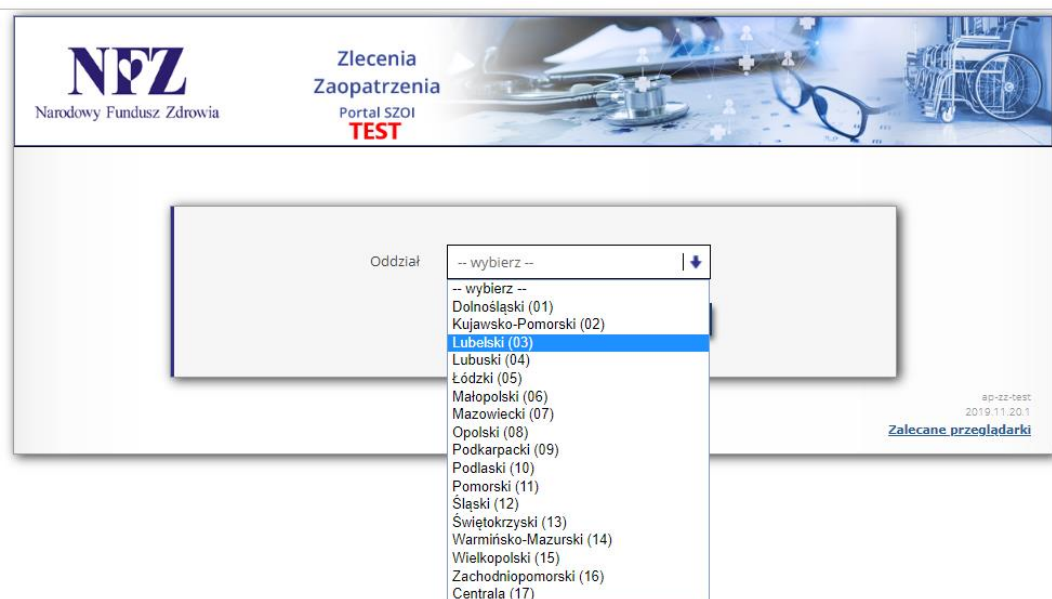 NFZ
Narodowy Fundusz Zdrowia
Zlecenia
Zaopatrzenia
Portal SZOI
TEST
Oddział
-- wybierz --
-- wybierz --
Dolnośląski (01)
Kujawsko-Pomorski (02)
Lubelski (03)
Lubuski (04)
Łódzki (05)
Małopolski (06)
Mazowiecki (07)
Opolski (08)
Podkarpacki (09)
Podlaski (10)
Pomorski (11)
Śląski (12)
Świętokrzyski (13)
Warmińsko-Mazurski (14)
Wielkopolski (15)
Zachodniopomorski (16)
Centrala (17)
ap-zz-test
2019.11.20.1
Zalecane przeglądarki